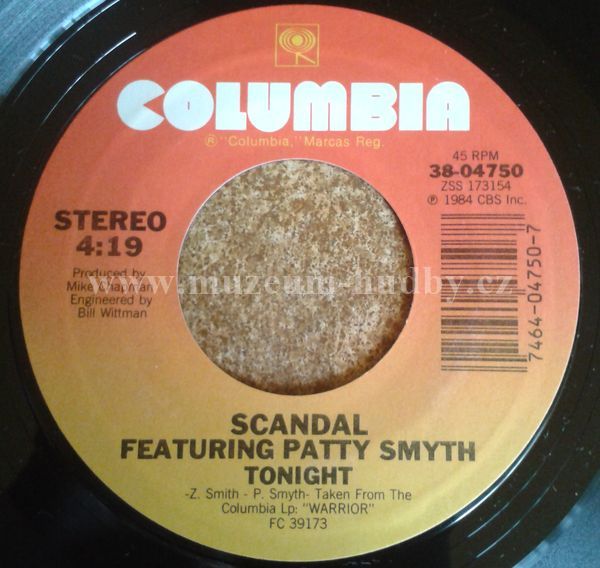 COLUMBIA
® "Columbia," Marcas Reg.
45 RPM
38-04750
ZSS 173154
℗ 1984 CBS Inc.
STEREO
4:19
Produced by
Mike Chapman
Engineered by
Bill Wittman
7464-04750-7
www.muzeum-hudby.cz
SCANDAL
FEATURING PATTY SMYTH
TONIGHT
-Z. Smith - P. Smyth- Taken From The
Columbia Lp: "WARRIOR"
FC 39173